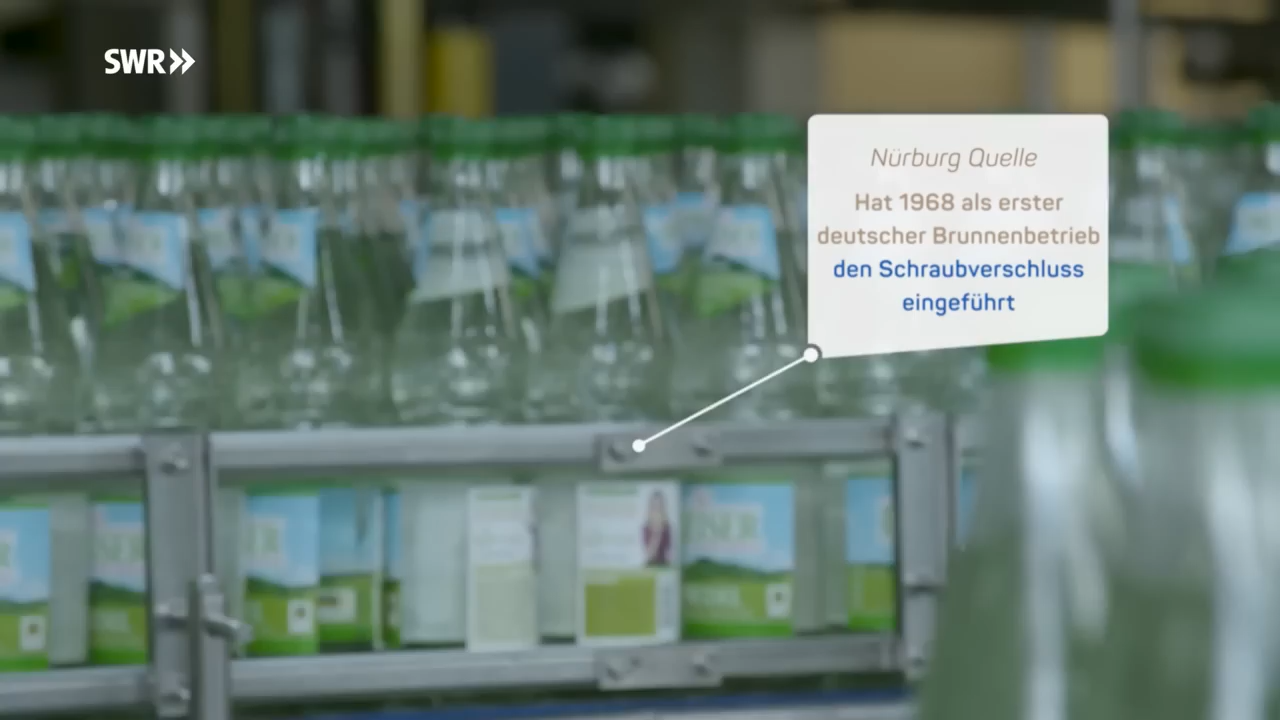 SWR
Nürburg Quelle
Hat 1968 als erster
deutscher Brunnenbetrieb
den Schraubverschluss
eingeführt